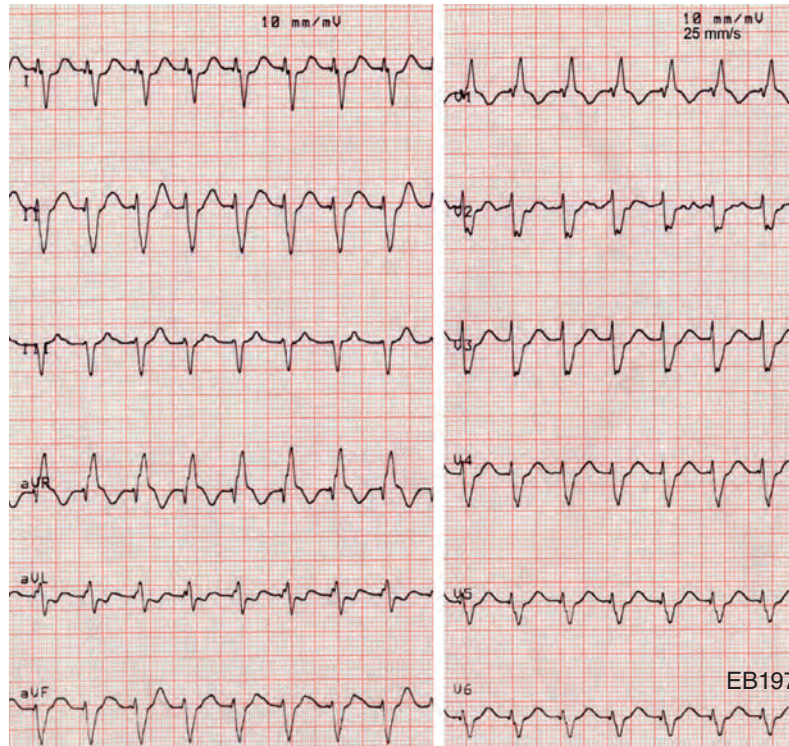 10 mm/mV
10 mm/mV
25 mm/s
I
V1
II
V2
III
V3
aVR
V4
aVL
V5
aVF
V6
EB197